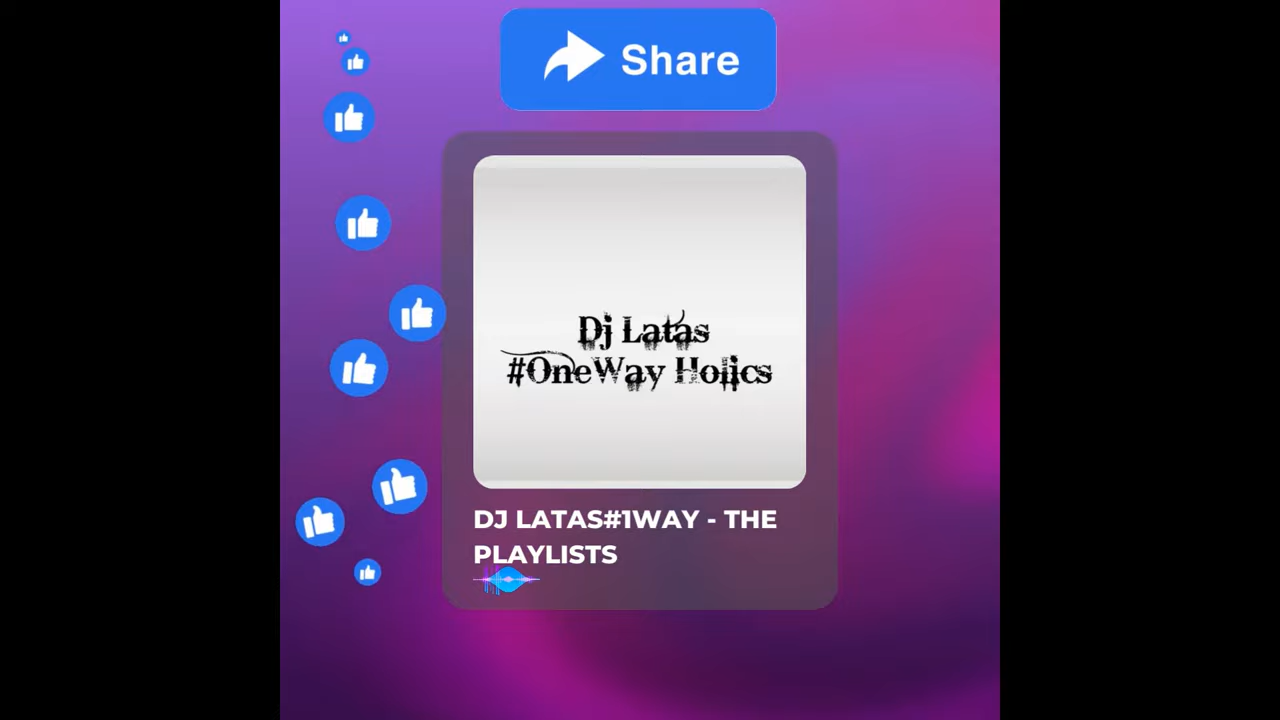 Share
Dj Latas
#OneWay Holics
DJ LATAS#1WAY - THE
PLAYLISTS